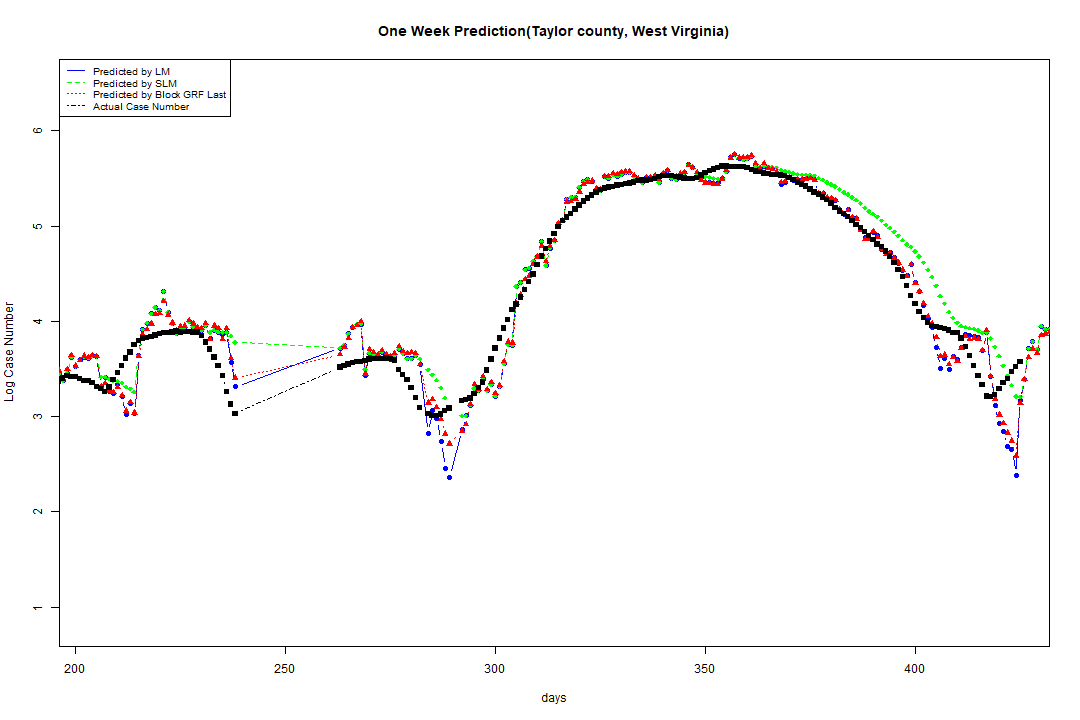 One Week Prediction(Taylor county, West Virginia)
Predicted by LM
Predicted by SLM
Predicted by Block GRF Last
Actual Case Number
6
5
4
3
2
1
Log Case Number
200 250 300 350 400
days